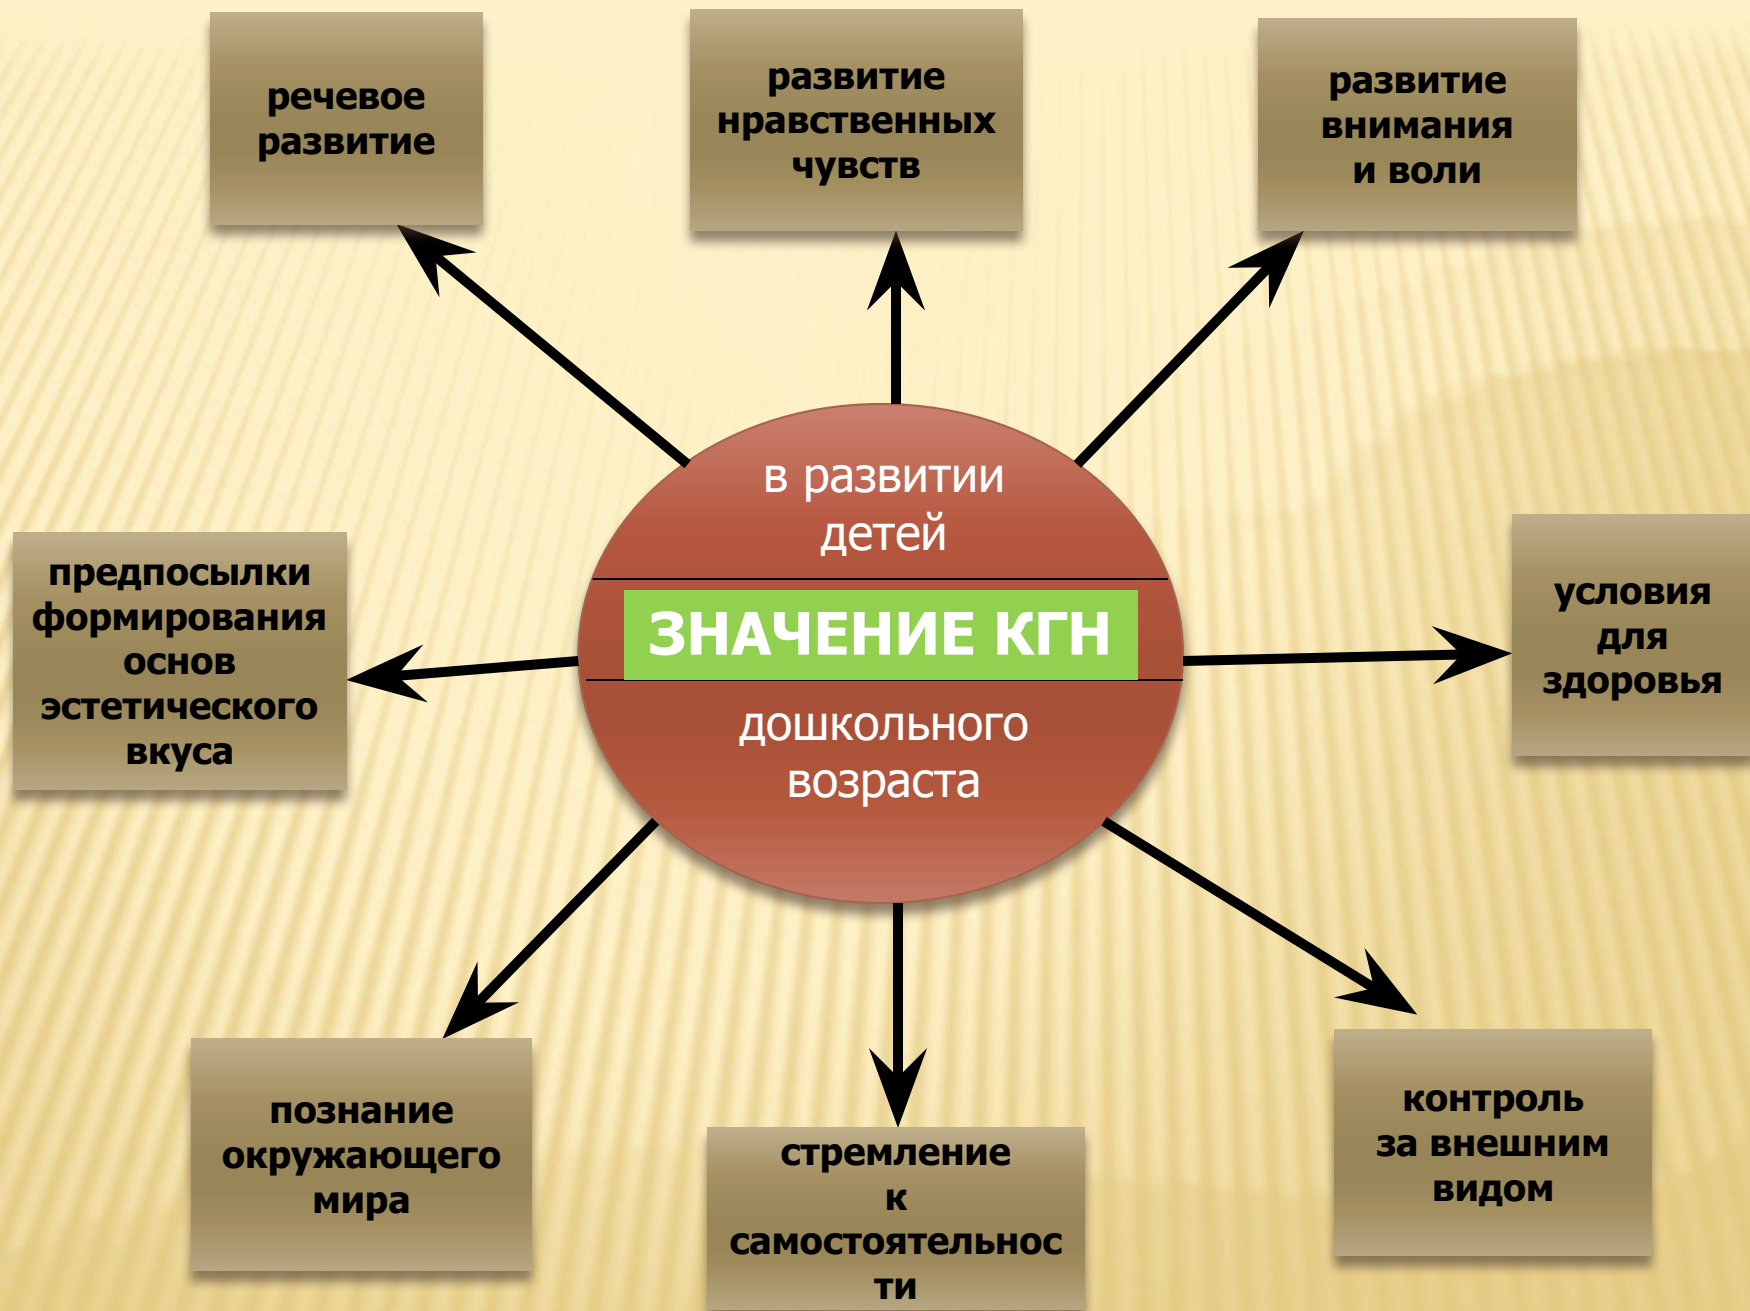 речевое
развитие
развитие
нравственных
чувств
развитие
внимания
и воли
в развитии
детей
ЗНАЧЕНИЕ КГН
дошкольного
возраста
предпосылки
формирования
основ
эстетического
вкуса
условия
для
здоровья
познание
окружающего
мира
стремление
к
самостоятельнос
ти
контроль
за внешним
видом